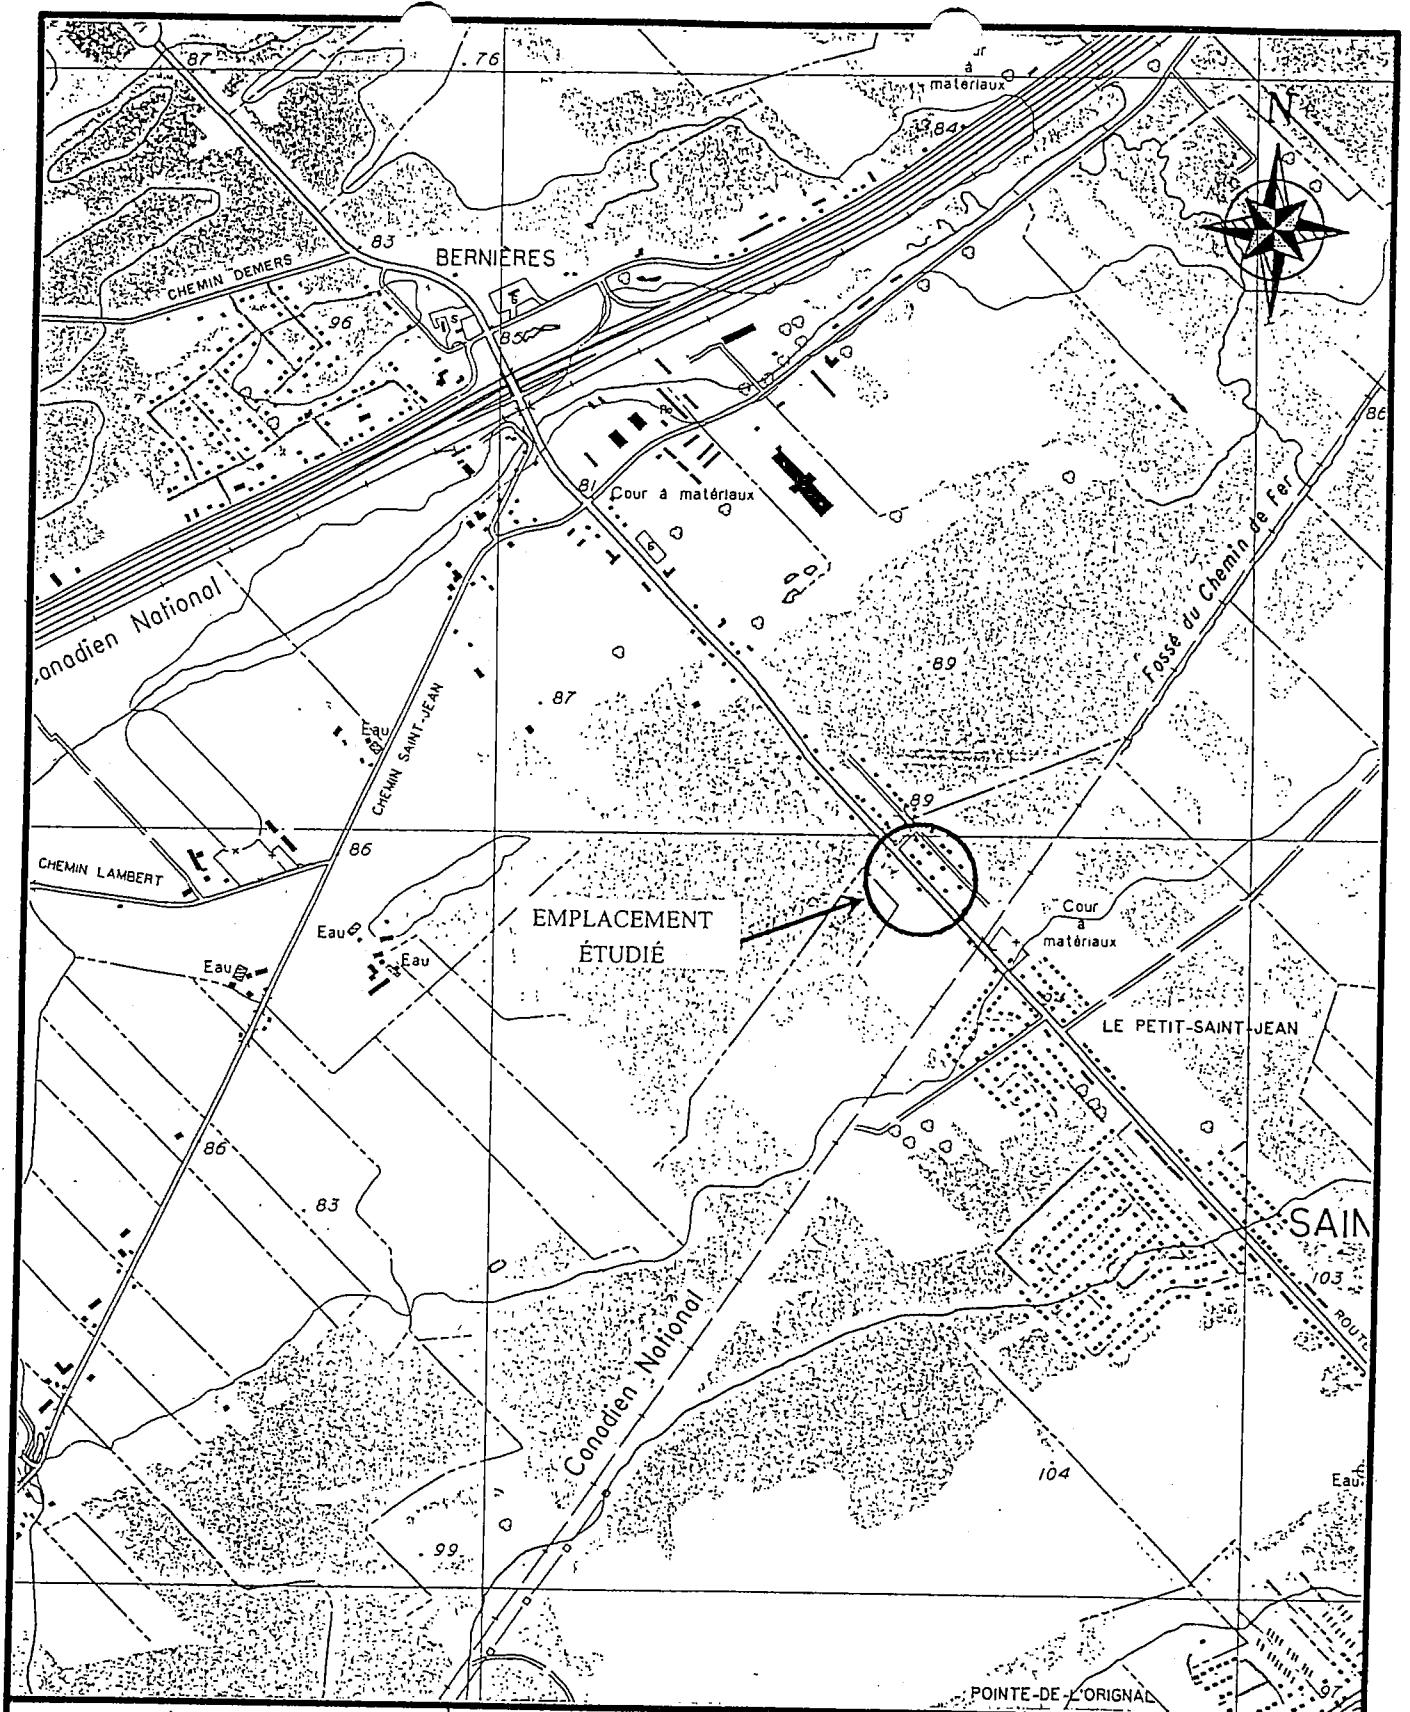 87
76
à
matériaux
84
N
83
BERNIÈRES
CHEMIN DEMERS
96
S
85
86
81
Cour à matériaux
G
Fossé du Chemin de Fer
Canadien National
89
87
Eau
CHEMIN SAINT-JEAN
89
86
CHEMIN LAMBERT
EMPLACEMENT
ÉTUDIÉ
Cour
à
matériaux
Eau
Eau
Eau
LE PETIT-SAINT-JEAN
86
83
SAIN
103
ROUTE
Canadien National
104
Eau
99
POINTE-DE-L'ORIGNAL
97